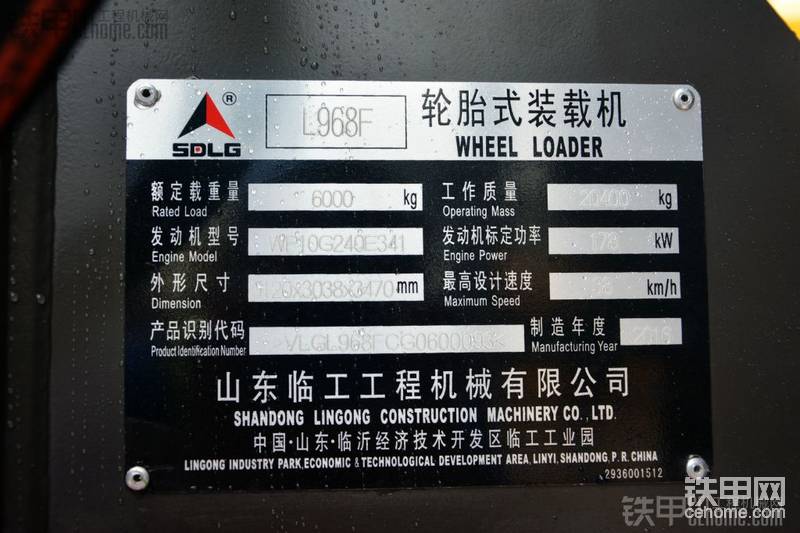 铁甲工程机械网
cehome.com
SDLG ® L968F 轮胎式装载机
WHEEL LOADER
额定载重量 6000 kg 工作质量 20400 kg
Rated Load Operating Mass
发动机型号 WP10G240E341 发动机标定功率 178 kW
Engine Model Engine Power
外形尺寸 mm 最高设计速度 km/h
Dimension Maximum Speed
产品识别代码 制造年度 2016
Product Identification Number Manufacturing Year
山东临工工程机械有限公司
SHANDONG LINGONG CONSTRUCTION MACHINERY CO., LTD.
中国·山东·临沂经济技术开发区临工工业园
LINGONG INDUSTRY PARK, ECONOMIC & TECHNOLOGICAL DEVELOPMENT AREA, LINYI, SHANDONG, P. R. CHINA
2936001512
铁甲网
cehome.com